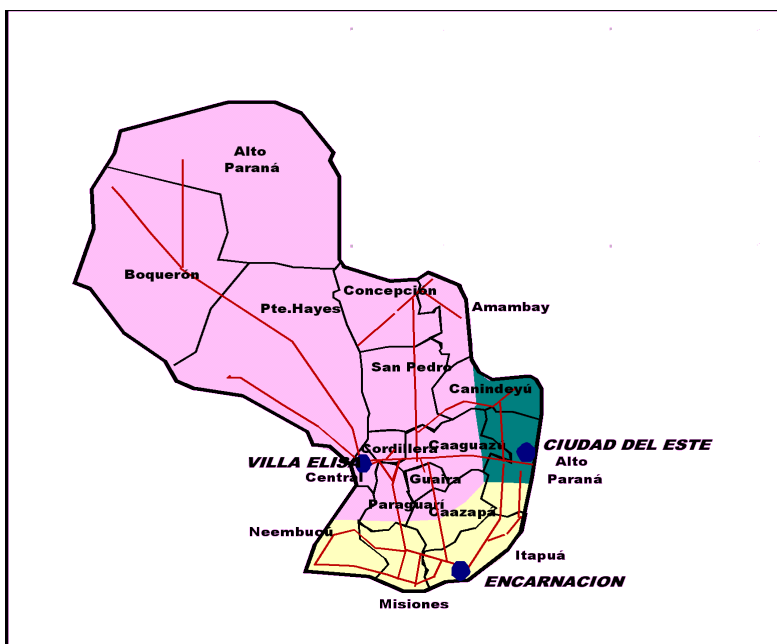 Alto
Paraná
Boquerón
Concepción
Pte.Hayes
Amambay
San Pedro
Canindeyú
Cordillera
Caaguazu
CIUDAD DEL ESTE
VILLA ELISA
Alto
Paraná
Central
Guaira
Paraguarí
Caazapá
Neembucú
Itapuá
ENCARNACION
Misiones